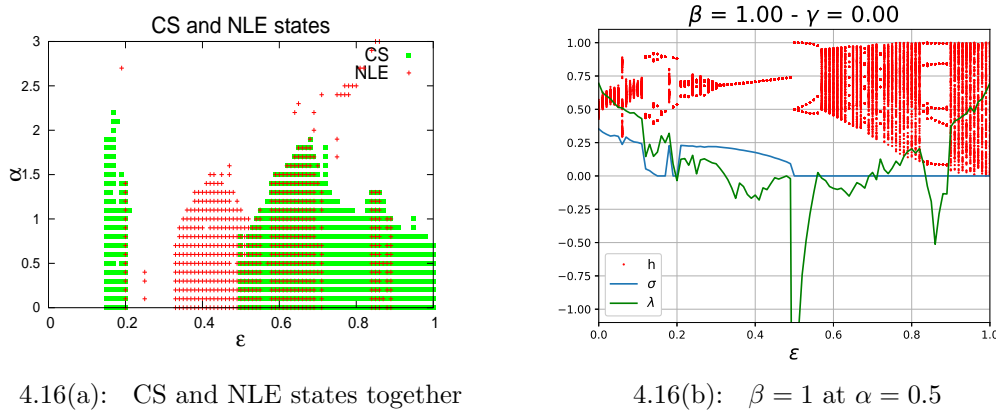 CS and NLE states
CS
NLE
α
3
2.5
2
1.5
1
0.5
0
0 0.2 0.4 0.6 0.8 1
ε
4.16(a): CS and NLE states together
β = 1.00 - γ = 0.00
1.00
0.75
0.50
0.25
0.00
−0.25
−0.50
−0.75
−1.00
h
σ
λ
0.0 0.2 0.4 0.6 0.8 1.0
ε
4.16(b): β = 1 at α = 0.5